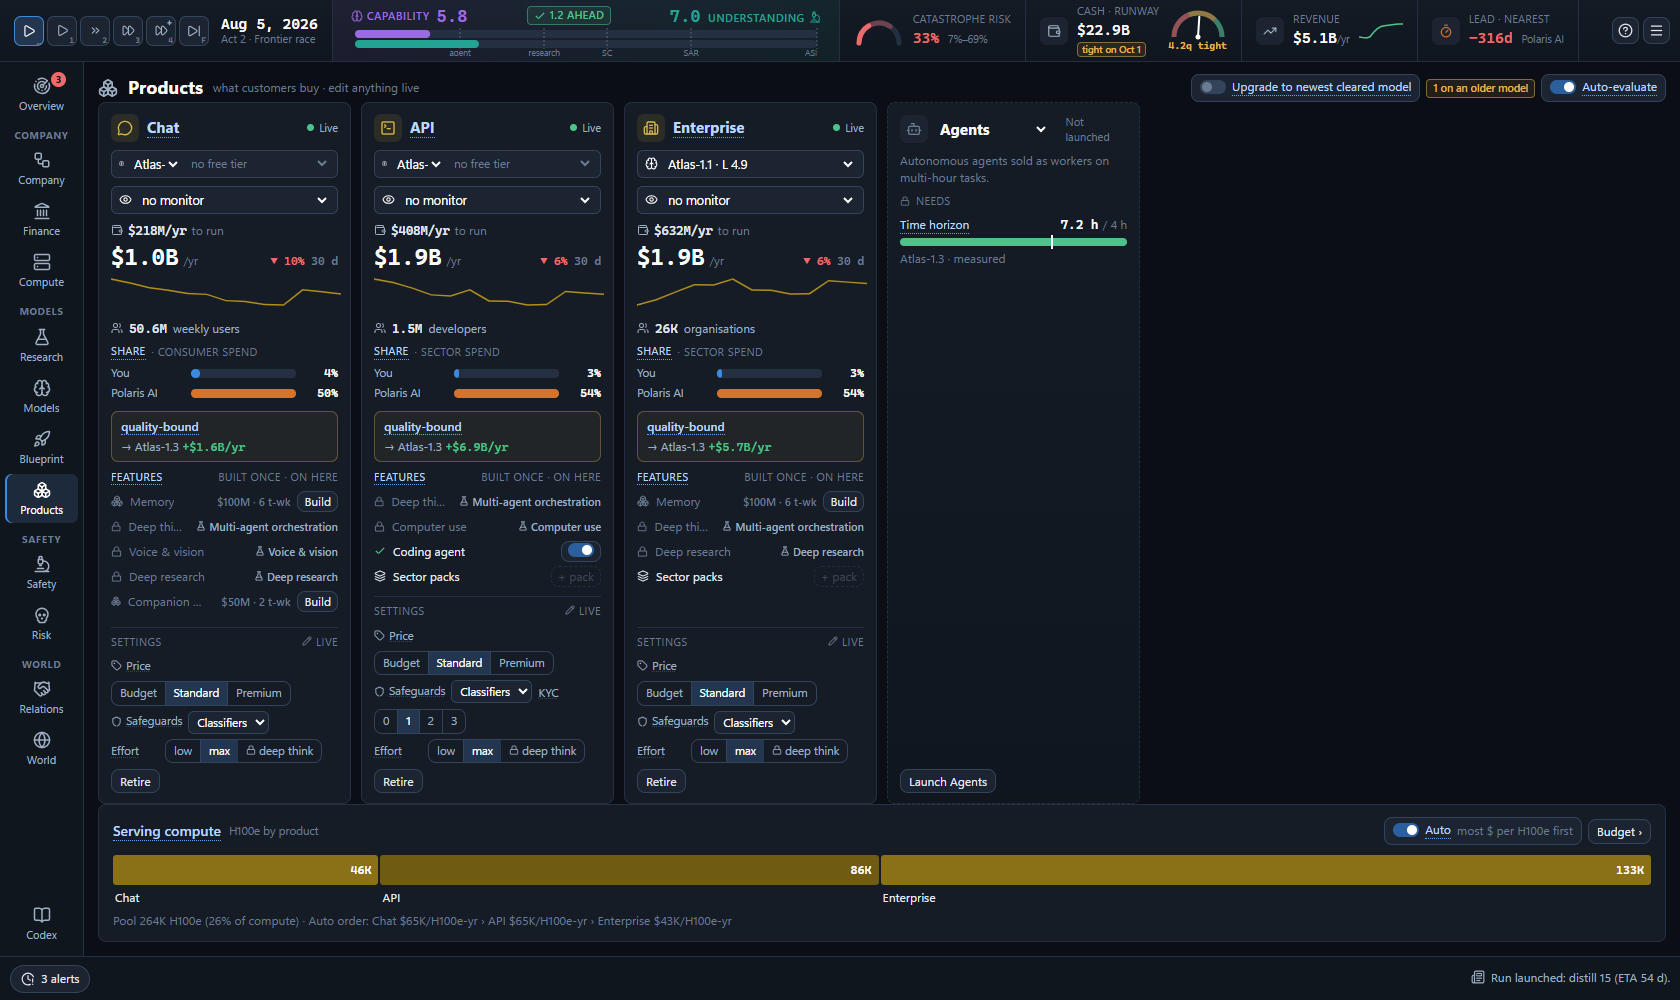 1
2
3
4
F
Aug 5, 2026
Act 2 · Frontier race
CAPABILITY 5.8
1.2 AHEAD
7.0 UNDERSTANDING
agent
research
SC
SAR
ASI
CATASTROPHE RISK
33% 7%–69%
CASH · RUNWAY
$22.9B
tight on Oct 1
4.2q tight
REVENUE
$5.1B/yr
LEAD · NEAREST
−316d Polaris AI
3
Overview
COMPANY
Company
Finance
Compute
MODELS
Research
Models
Blueprint
Products
SAFETY
Safety
Risk
WORLD
Relations
World
Codex
Products what customers buy · edit anything live
Upgrade to newest cleared model
1 on an older model
Auto-evaluate
Chat
Live
Atlas-
no free tier
no monitor
$218M/yr to run
$1.0B /yr
▼ 10% 30 d
50.6M weekly users
SHARE · CONSUMER SPEND
You 4%
Polaris AI 50%
quality-bound
→ Atlas-1.3 +$1.6B/yr
FEATURES BUILT ONCE · ON HERE
Memory $100M · 6 t-wk Build
Deep thi... Multi-agent orchestration
Voice & vision Voice & vision
Deep research Deep research
Companion ... $50M · 2 t-wk Build
SETTINGS LIVE
Price
Budget Standard Premium
Safeguards Classifiers
Effort low max deep think
Retire
API
Live
Atlas-
no free tier
no monitor
$408M/yr to run
$1.9B /yr
▼ 6% 30 d
1.5M developers
SHARE · SECTOR SPEND
You 3%
Polaris AI 54%
quality-bound
→ Atlas-1.3 +$6.9B/yr
FEATURES BUILT ONCE · ON HERE
Deep thi... Multi-agent orchestration
Computer use Computer use
Coding agent
Sector packs + pack
SETTINGS LIVE
Price
Budget Standard Premium
Safeguards Classifiers KYC
0 1 2 3
Effort low max deep think
Retire
Enterprise
Live
Atlas-1.1 · L 4.9
no monitor
$632M/yr to run
$1.9B /yr
▼ 6% 30 d
26K organisations
SHARE · SECTOR SPEND
You 3%
Polaris AI 54%
quality-bound
→ Atlas-1.3 +$5.7B/yr
FEATURES BUILT ONCE · ON HERE
Memory $100M · 6 t-wk Build
Deep thi... Multi-agent orchestration
Deep research Deep research
Sector packs + pack
SETTINGS LIVE
Price
Budget Standard Premium
Safeguards Classifiers
Effort low max deep think
Retire
Agents
Not
launched
Autonomous agents sold as workers on
multi-hour tasks.
NEEDS
Time horizon 7.2 h / 4 h
Atlas-1.3 · measured
Launch Agents
Serving compute H100e by product
Auto most $ per H100e first
Budget ›
46K
86K
133K
Chat
API
Enterprise
Pool 264K H100e (26% of compute) · Auto order: Chat $65K/H100e-yr › API $65K/H100e-yr › Enterprise $43K/H100e-yr
3 alerts
Run launched: distill 15 (ETA 54 d).